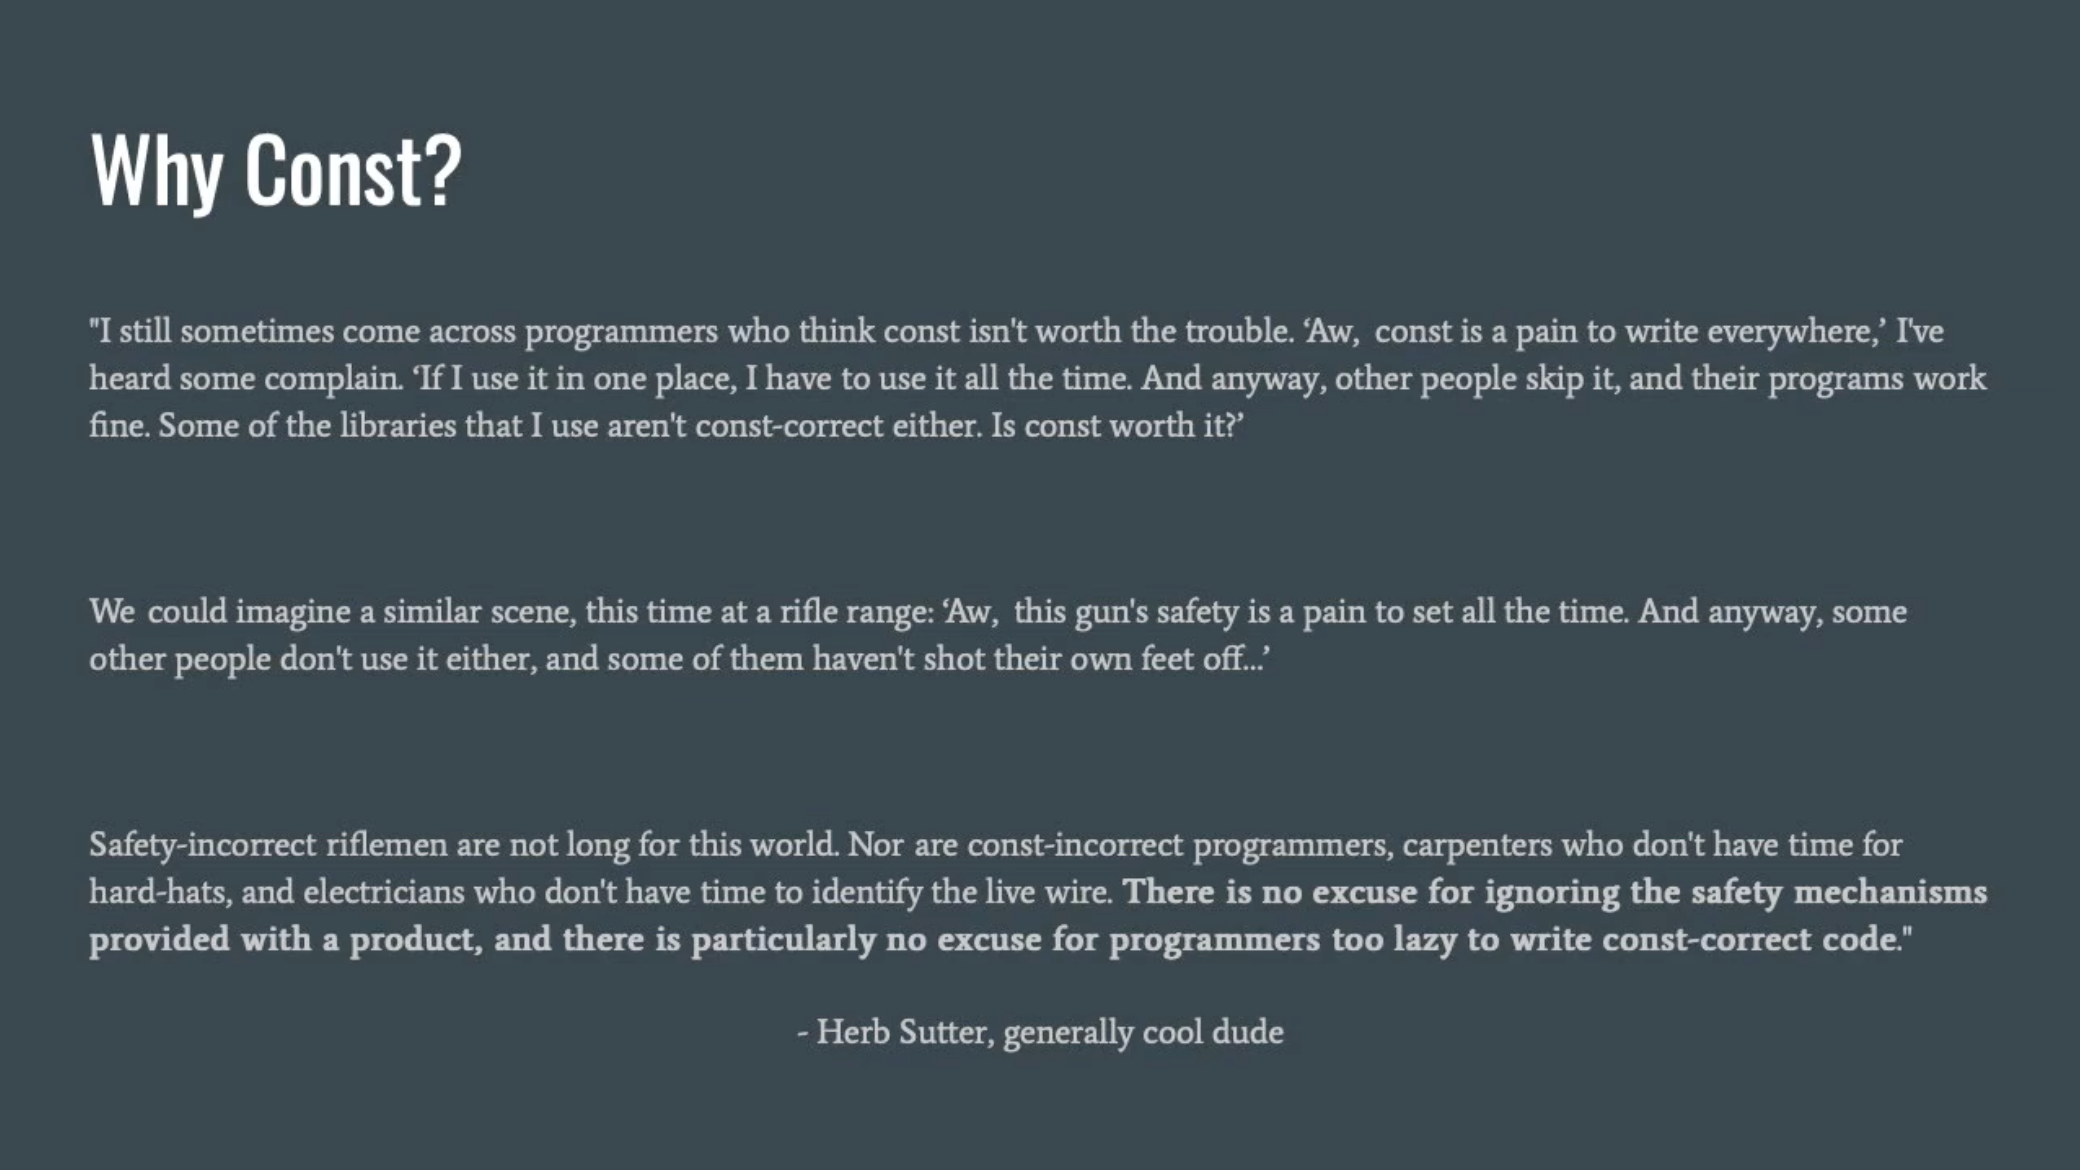 Why Const?
"I still sometimes come across programmers who think const isn't worth the trouble. ‘Aw, const is a pain to write everywhere,’ I've
heard some complain. ‘If I use it in one place, I have to use it all the time. And anyway, other people skip it, and their programs work
fine. Some of the libraries that I use aren't const-correct either. Is const worth it?’
We could imagine a similar scene, this time at a rifle range: ‘Aw, this gun's safety is a pain to set all the time. And anyway, some
other people don't use it either, and some of them haven't shot their own feet off...’
Safety-incorrect riflemen are not long for this world. Nor are const-incorrect programmers, carpenters who don't have time for
hard-hats, and electricians who don't have time to identify the live wire. There is no excuse for ignoring the safety mechanisms
provided with a product, and there is particularly no excuse for programmers too lazy to write const-correct code."
- Herb Sutter, generally cool dude